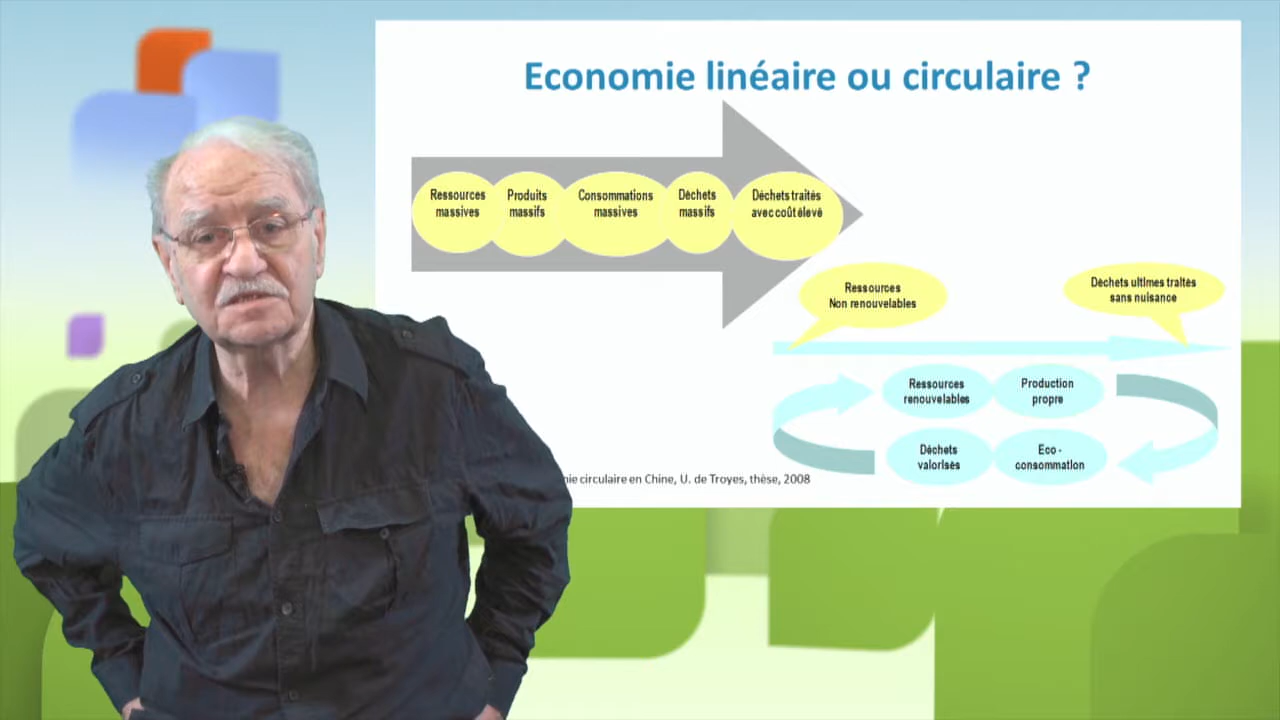 Economie linéaire ou circulaire ?
Ressources
massives
Produits
massifs
Consommations
massives
Déchets
massifs
Déchets traités
avec coût élevé
Ressources
Non renouvelables
Déchets ultimes traités
sans nuisance
Ressources
renouvelables
Production
propre
Déchets
valorisés
Eco -
consommation
circulaire en Chine, U. de Troyes, thèse, 2008